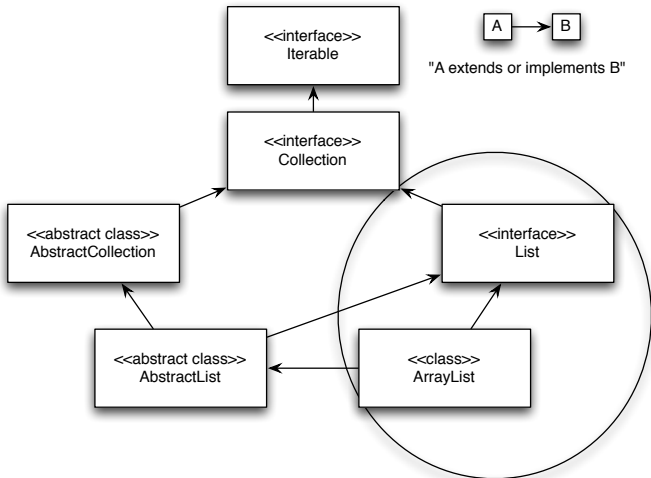 <<interface>>
Iterable
A
B
"A extends or implements B"
<<interface>>
Collection
<<abstract class>>
AbstractCollection
<<interface>>
List
<<abstract class>>
AbstractList
<<class>>
ArrayList